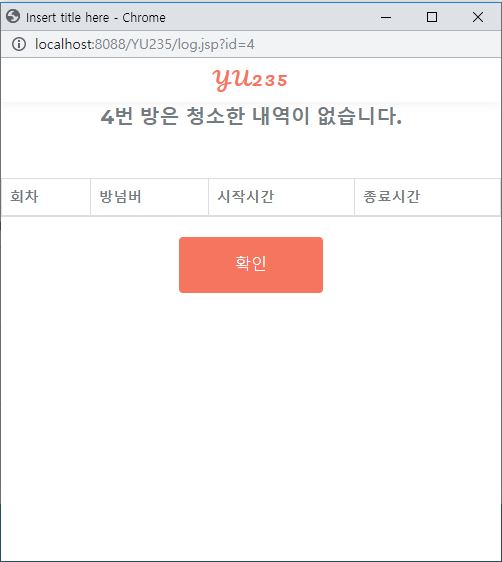 Insert title here - Chrome
localhost:8088/YU235/log.jsp?id=4
YU235
4번 방은 청소한 내역이 없습니다.
회차 방넘버 시작시간 종료시간
확인